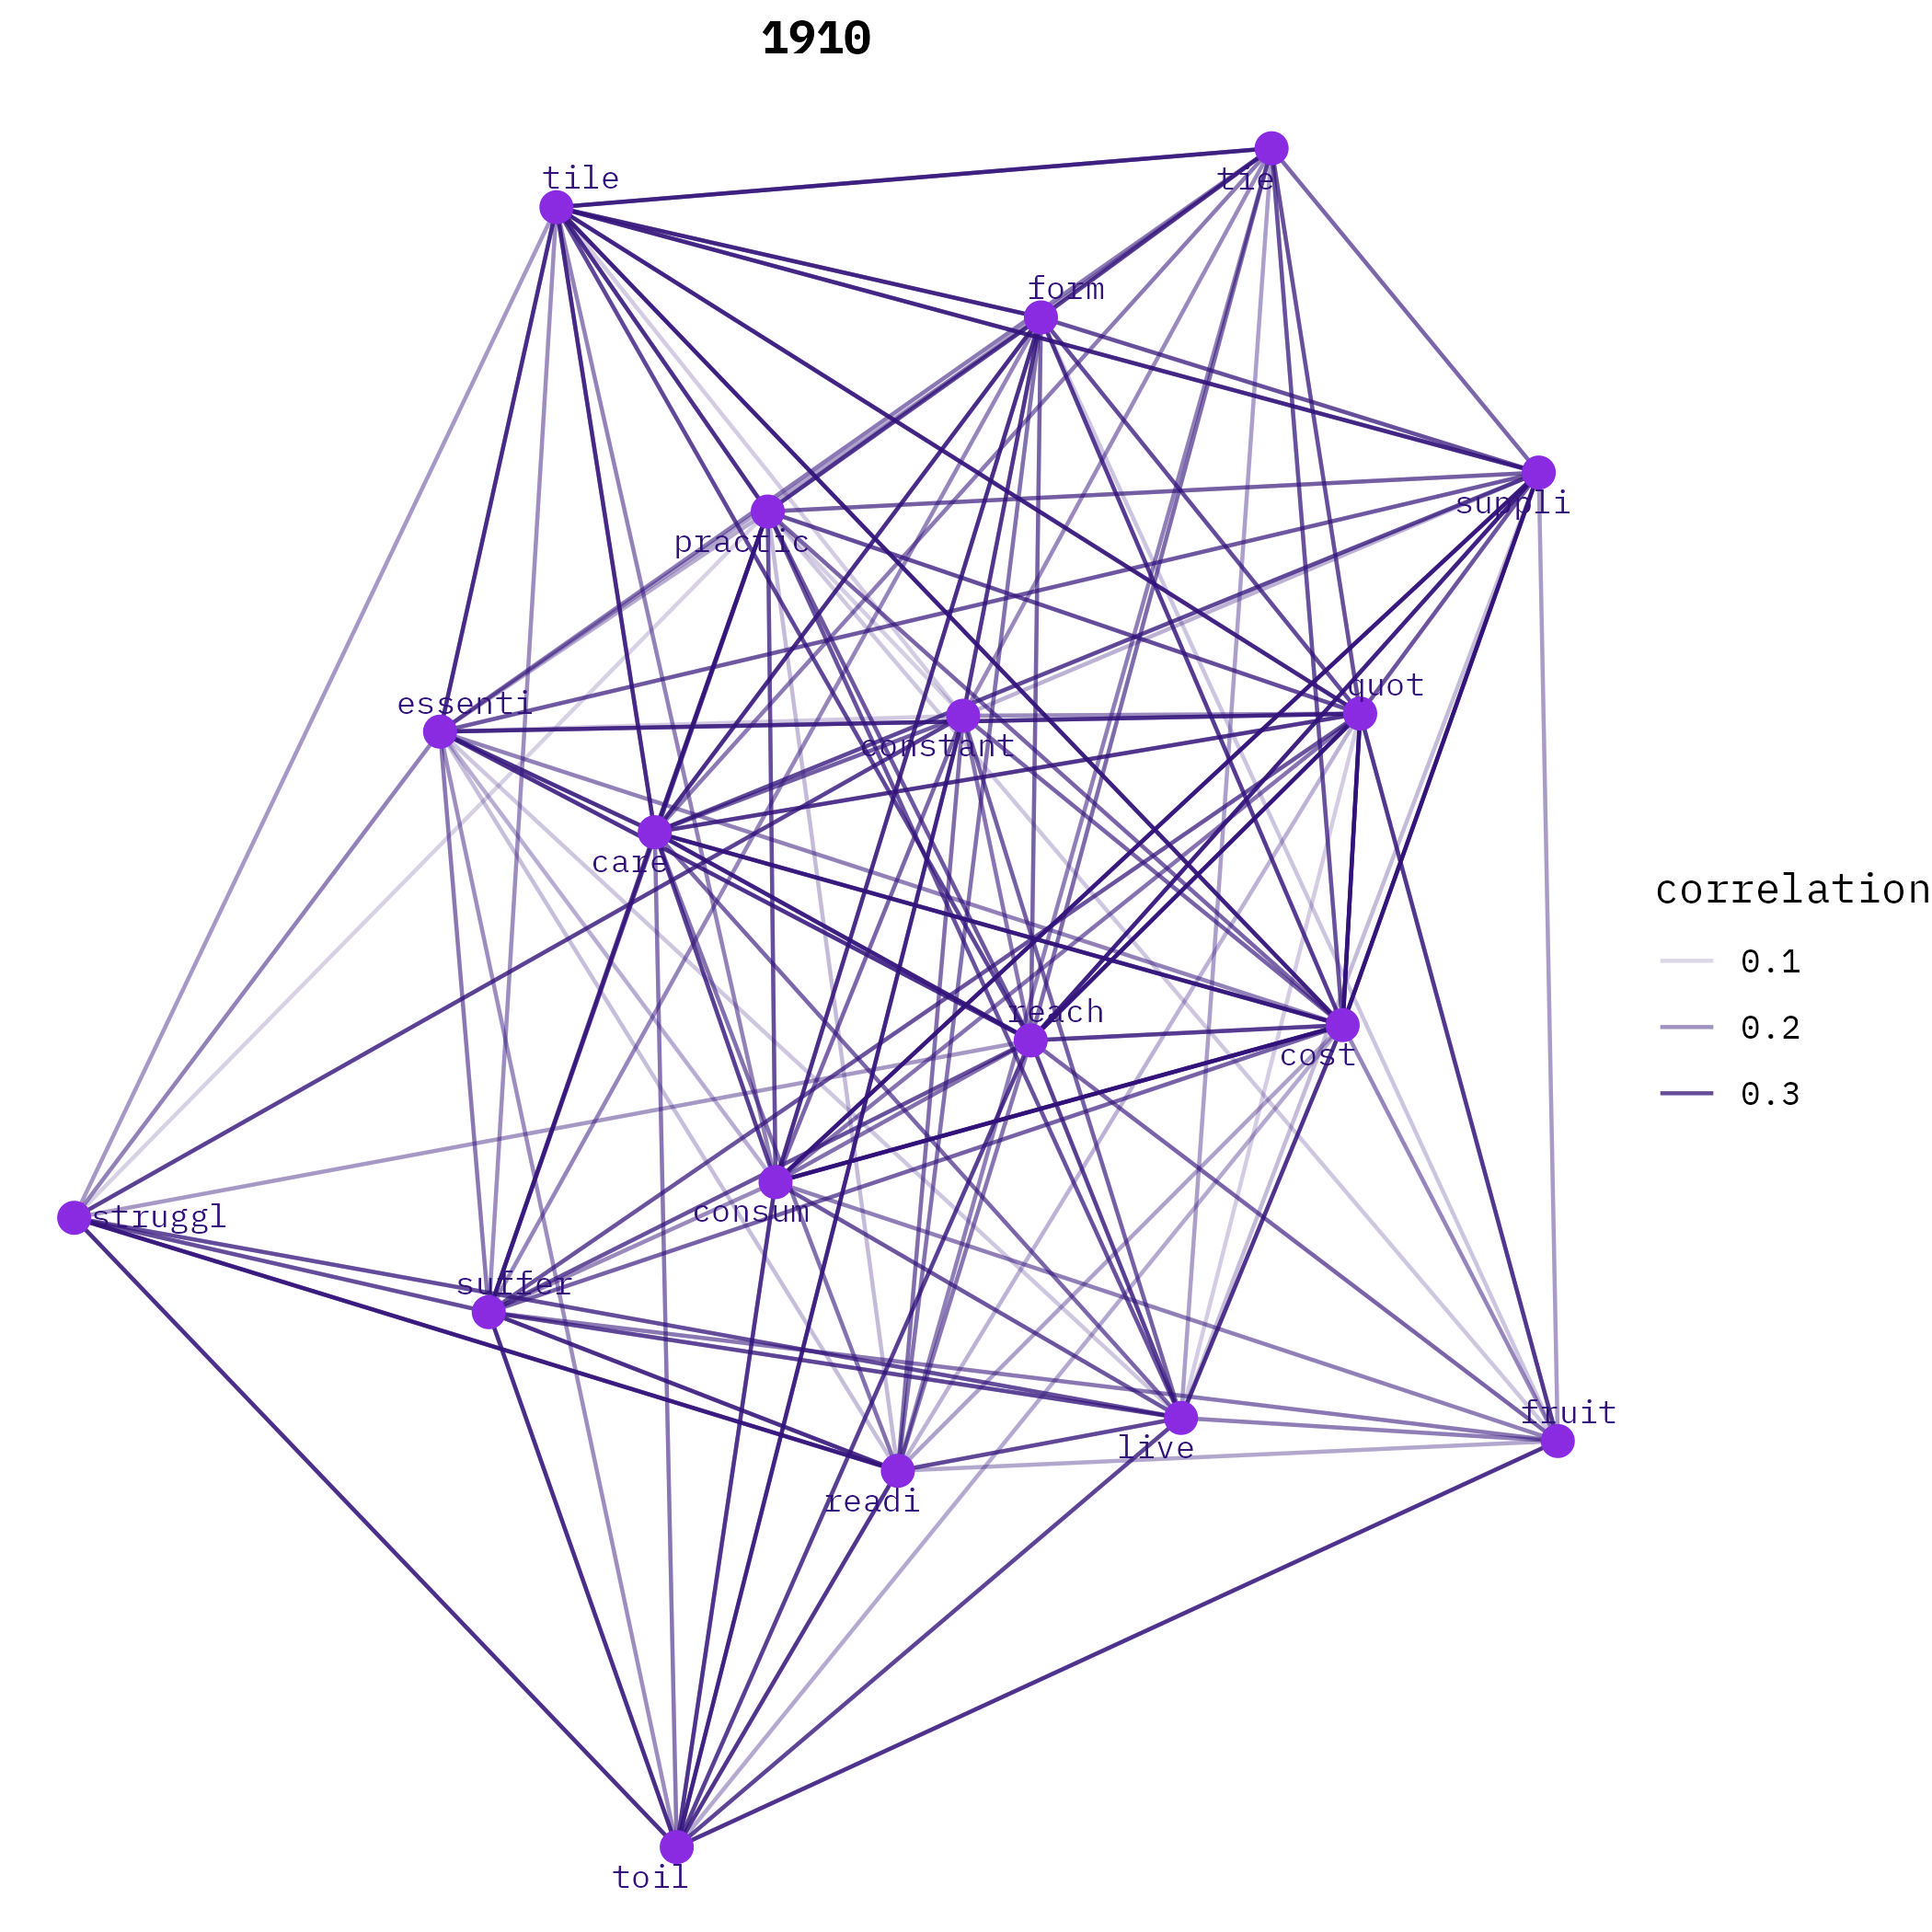 1910
tile
tie
form
suppli
practic
quot
essenti
constant
care
correlation
0.1
0.2
0.3
reach
cost
struggl
consum
suffer
fruit
live
readi
toil